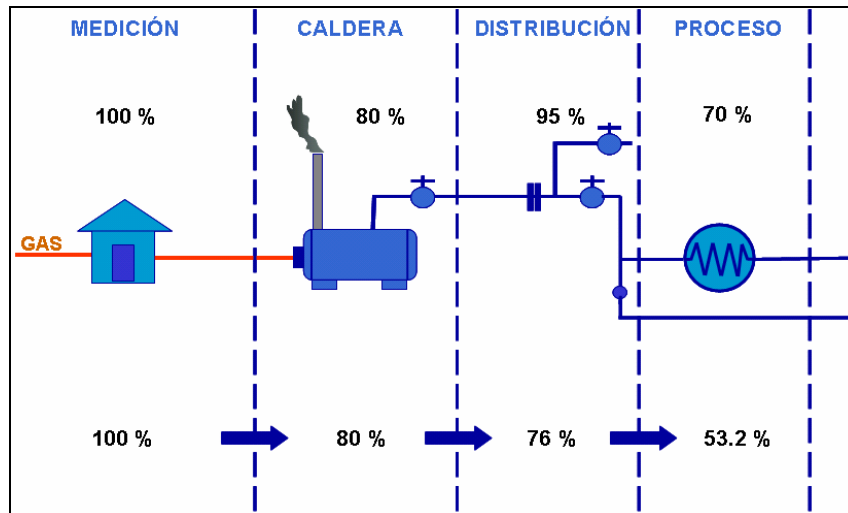 MEDICIÓN CALDERA DISTRIBUCIÓN PROCESO
100 % 80 % 95 % 70 %
GAS
100 % 80 % 76 % 53.2 %